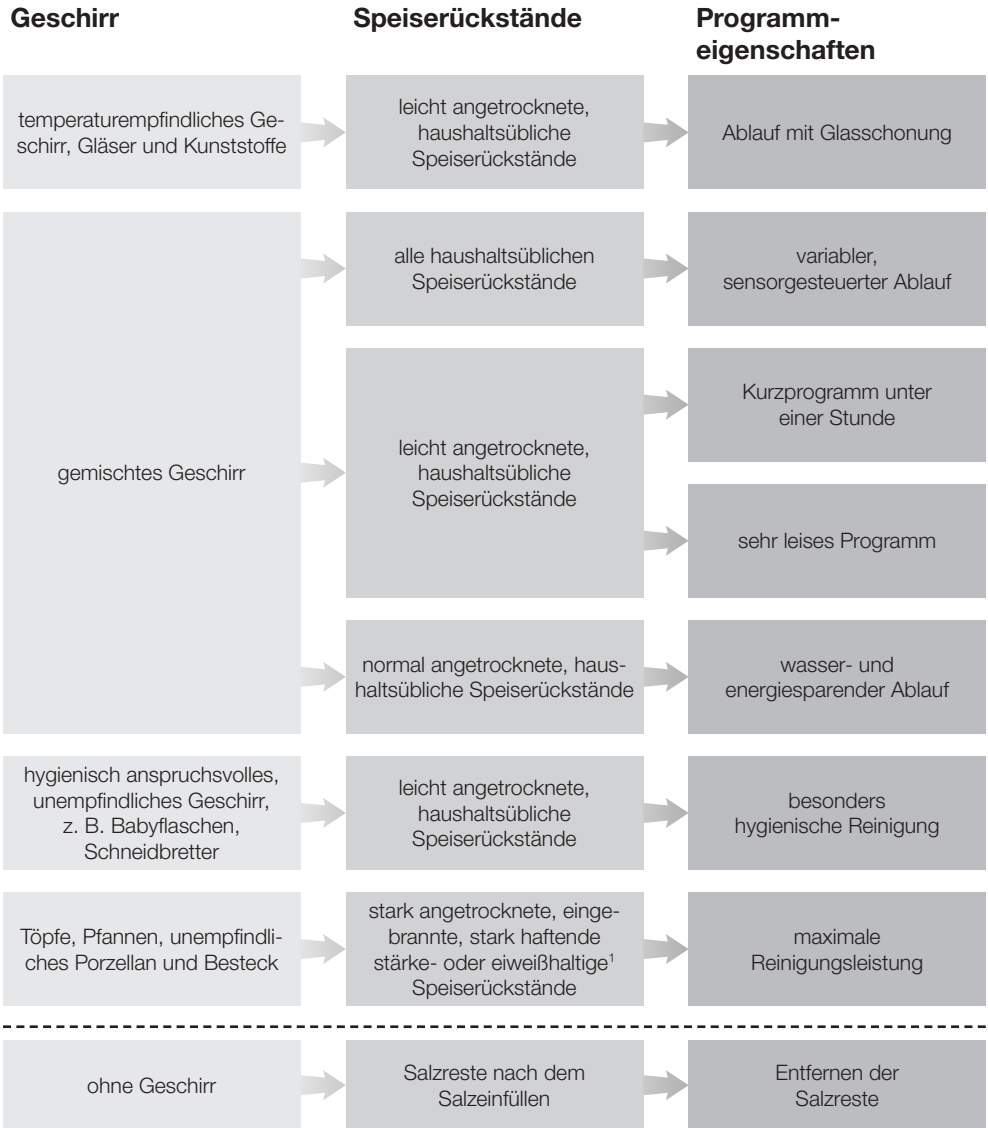 Geschirr
Speiserückstände
Programm-
eigenschaften
temperaturempfindliches Ge-
schirr, Gläser und Kunststoffe
leicht angetrocknete,
haushaltsübliche
Speiserückstände
Ablauf mit Glasschonung
gemischtes Geschirr
alle haushaltsüblichen
Speiserückstände
variabler,
sensorgesteuerter Ablauf
leicht angetrocknete,
haushaltsübliche
Speiserückstände
Kurzprogramm unter
einer Stunde
sehr leises Programm
normal angetrocknete, haus-
haltsübliche Speiserückstände
wasser- und
energiesparender Ablauf
hygienisch anspruchsvolles,
unempfindliches Geschirr,
z. B. Babyflaschen,
Schneidbretter
leicht angetrocknete,
haushaltsübliche
Speiserückstände
besonders
hygienische Reinigung
Töpfe, Pfannen, unempfindli-
ches Porzellan und Besteck
stark angetrocknete, einge-
brannte, stark haftende
stärke- oder eiweißhaltige¹
Speiserückstände
maximale
Reinigungsleistung
ohne Geschirr
Salzreste nach dem
Salzeinfüllen
Entfernen der
Salzreste